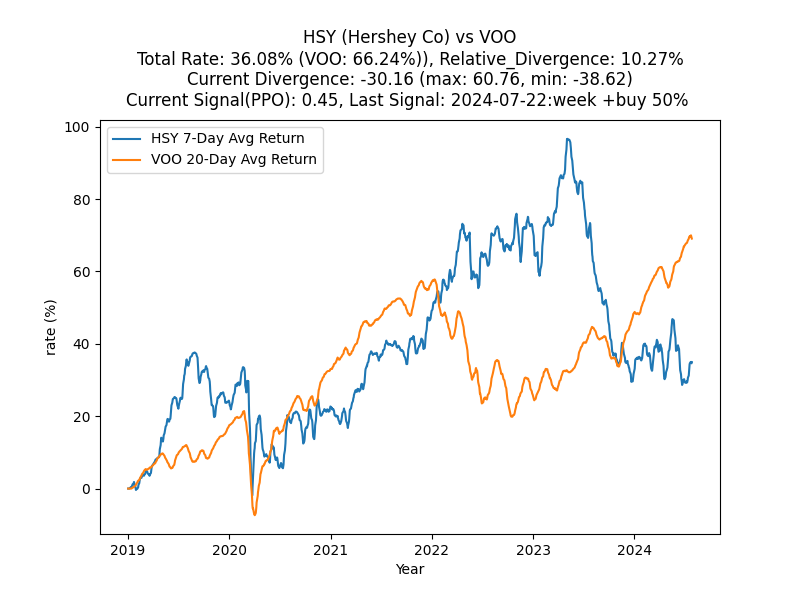 HSY (Hershey Co) vs VOO
Total Rate: 36.08% (VOO: 66.24%)), Relative_Divergence: 10.27%
Current Divergence: -30.16 (max: 60.76, min: -38.62)
Current Signal(PPO): 0.45, Last Signal: 2024-07-22:week +buy 50%
HSY 7-Day Avg Return
VOO 20-Day Avg Return
100
80
60
40
20
0
rate (%)
2019 2020 2021 2022 2023 2024
Year